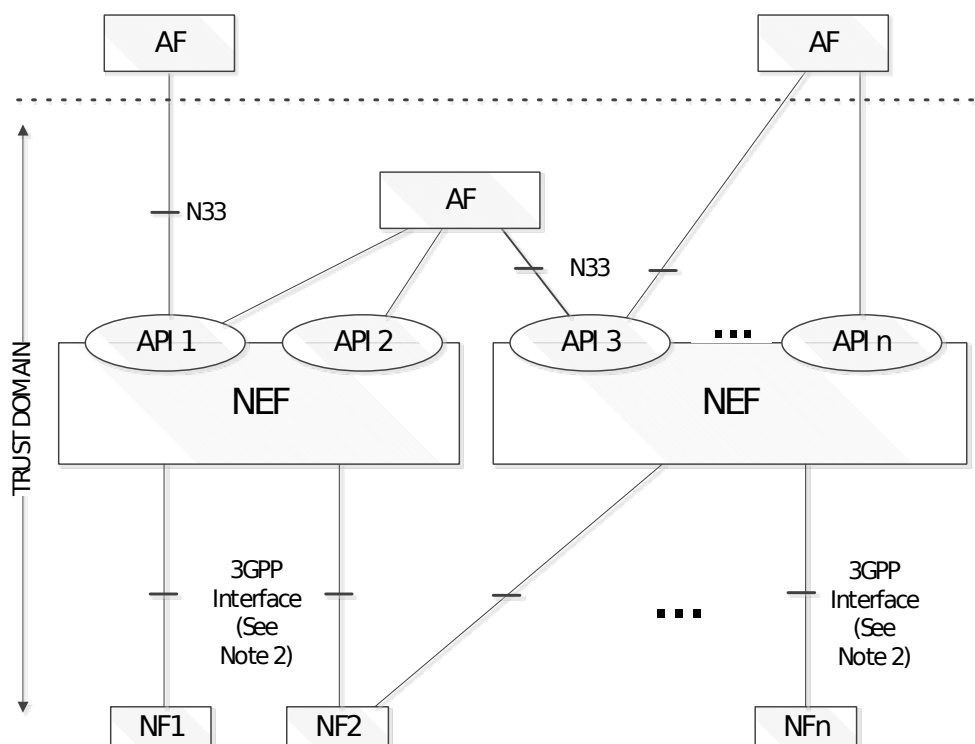 AF
AF
N33
AF
N33
API 1
API 2
API 3
...
API n
NEF
NEF
TRUST DOMAIN
3GPP
Interface
(See
Note 2)
3GPP
Interface
(See
Note 2)
...
NF1
NF2
NFn